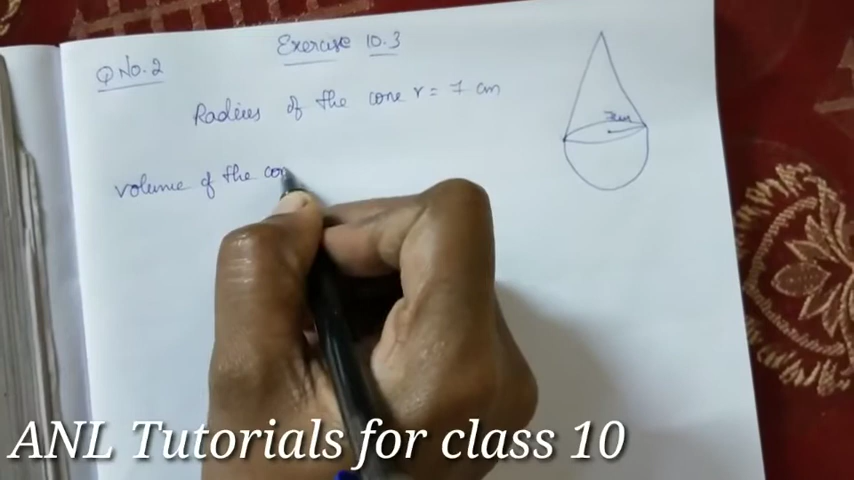 Exercise 10.3
Q No. 2
Radius of the cone r = 7 cm
7cm
volume of the co
ANL Tutorials for class 10